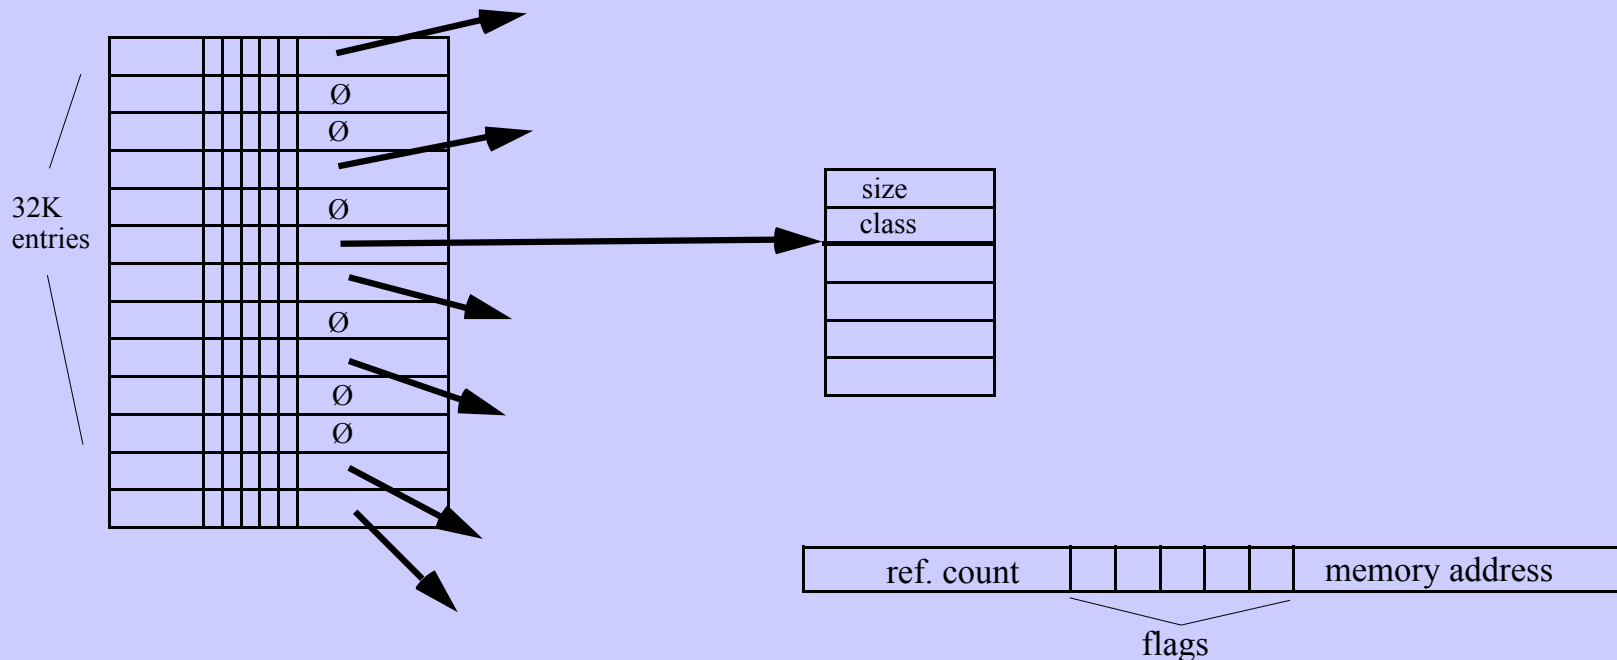 Ø
Ø
32K
entries
Ø
Ø
Ø
Ø
size
class
ref. count
memory address
flags